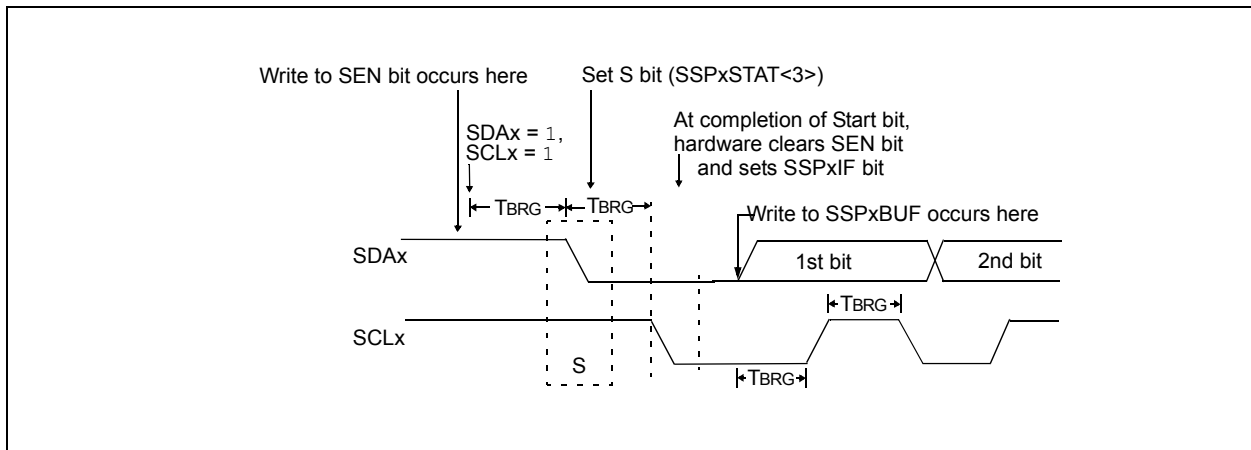 Write to SEN bit occurs here
Set S bit (SSPxSTAT<3>)
SDAx = 1,
SCLx = 1
At completion of Start bit,
hardware clears SEN bit
and sets SSPxIF bit
TBRG
TBRG
Write to SSPxBUF occurs here
SDAx
1st bit
2nd bit
TBRG
SCLx
S
TBRG